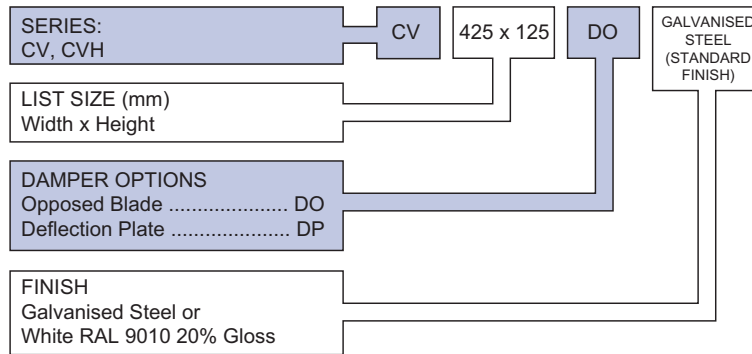 SERIES:
CV, CVH
CV
425 x 125
DO
GALVANISED
STEEL
(STANDARD
FINISH)
LIST SIZE (mm)
Width x Height
DAMPER OPTIONS
Opposed Blade ..................... DO
Deflection Plate ...................... DP
FINISH
Galvanised Steel or
White RAL 9010 20% Gloss